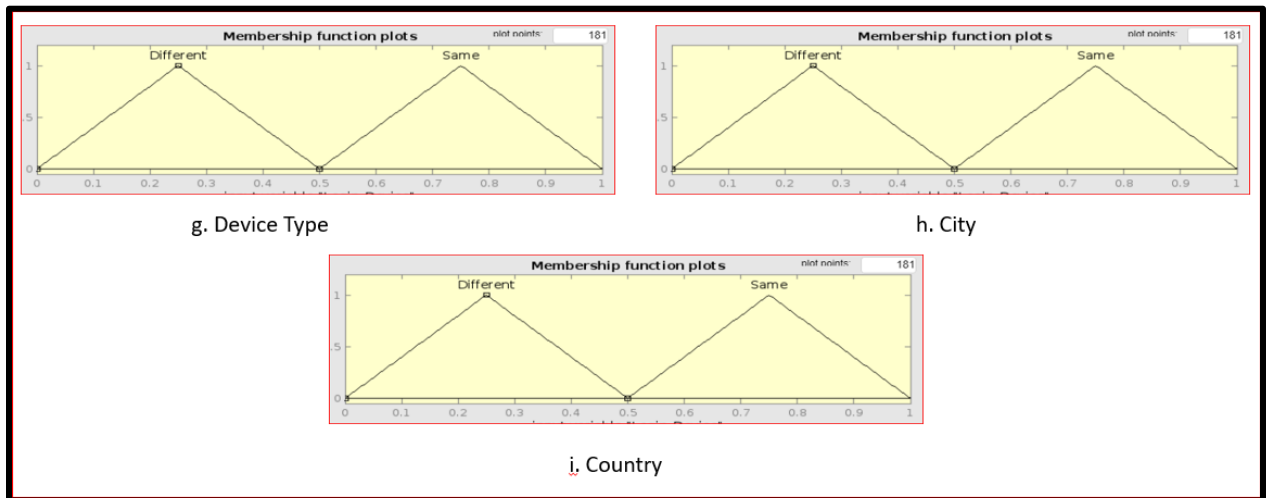 Membership function plots plot points: 181
Different Same
1
.5
0
0 0.1 0.2 0.3 0.4 0.5 0.6 0.7 0.8 0.9 1
g. Device Type
Membership function plots plot points: 181
Different Same
1
.5
0
0 0.1 0.2 0.3 0.4 0.5 0.6 0.7 0.8 0.9 1
h. City
Membership function plots plot points: 181
Different Same
1
.5
0
0 0.1 0.2 0.3 0.4 0.5 0.6 0.7 0.8 0.9 1
i. Country